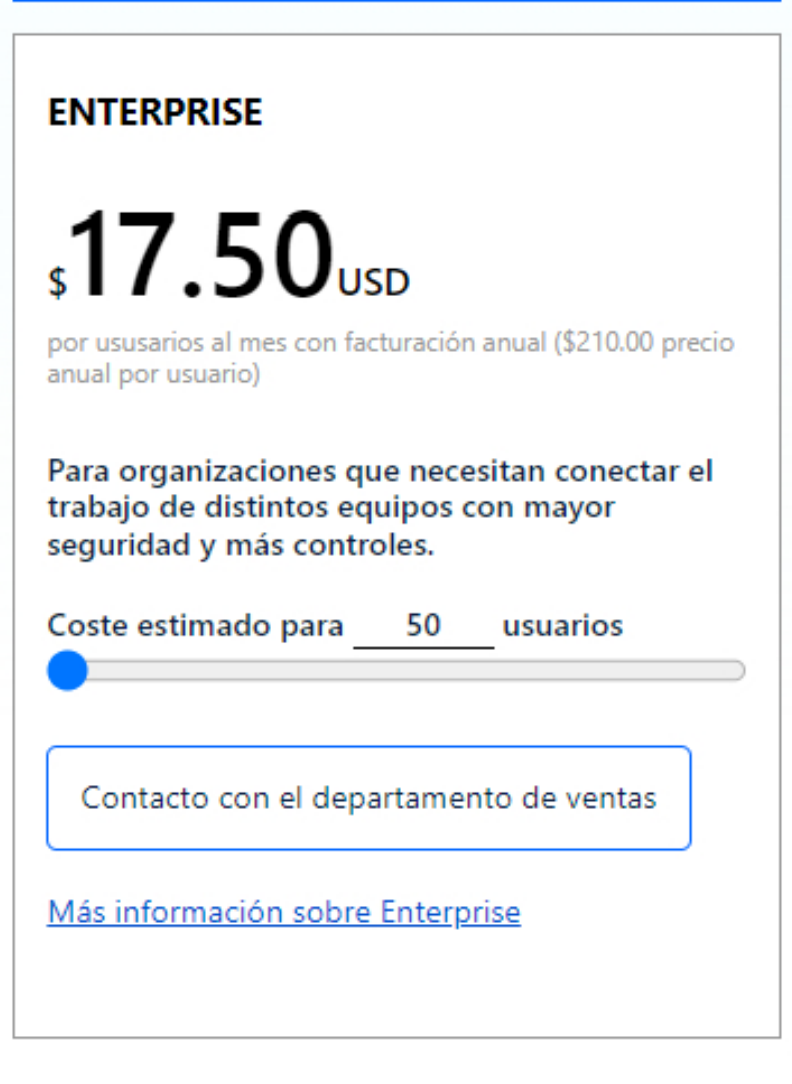 ENTERPRISE
$17.50USD
por ususarios al mes con facturación anual ($210.00 precio
anual por usuario)
Para organizaciones que necesitan conectar el
trabajo de distintos equipos con mayor
seguridad y más controles.
Coste estimado para 50 usuarios
Contacto con el departamento de ventas
Más información sobre Enterprise